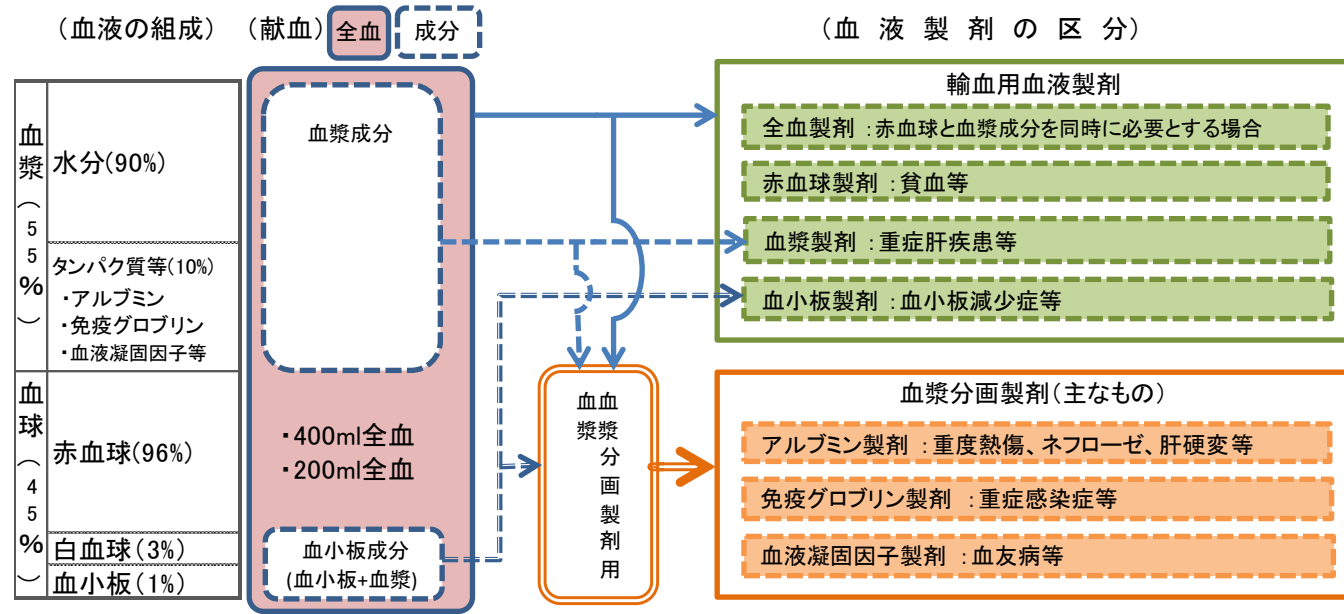 (血液の組成)
(献血)
全血
成分
(血液製剤の区分)
血漿(55%)
水分(90%)
タンパク質等(10%)
・アルブミン
・免疫グロブリン
・血液凝固因子等
血球(45%)
赤血球(96%)
白血球(3%)
血小板(1%)
血漿成分
・400ml全血
・200ml全血
血小板成分
(血小板+血漿)
血漿分画製剤用
血漿
輸血用血液製剤
全血製剤:赤血球と血漿成分を同時に必要とする場合
赤血球製剤:貧血等
血漿製剤:重症肝疾患等
血小板製剤:血小板減少症等
血漿分画製剤(主なもの)
アルブミン製剤:重度熱傷、ネフローゼ、肝硬変等
免疫グロブリン製剤:重症感染症等
血液凝固因子製剤:血友病等